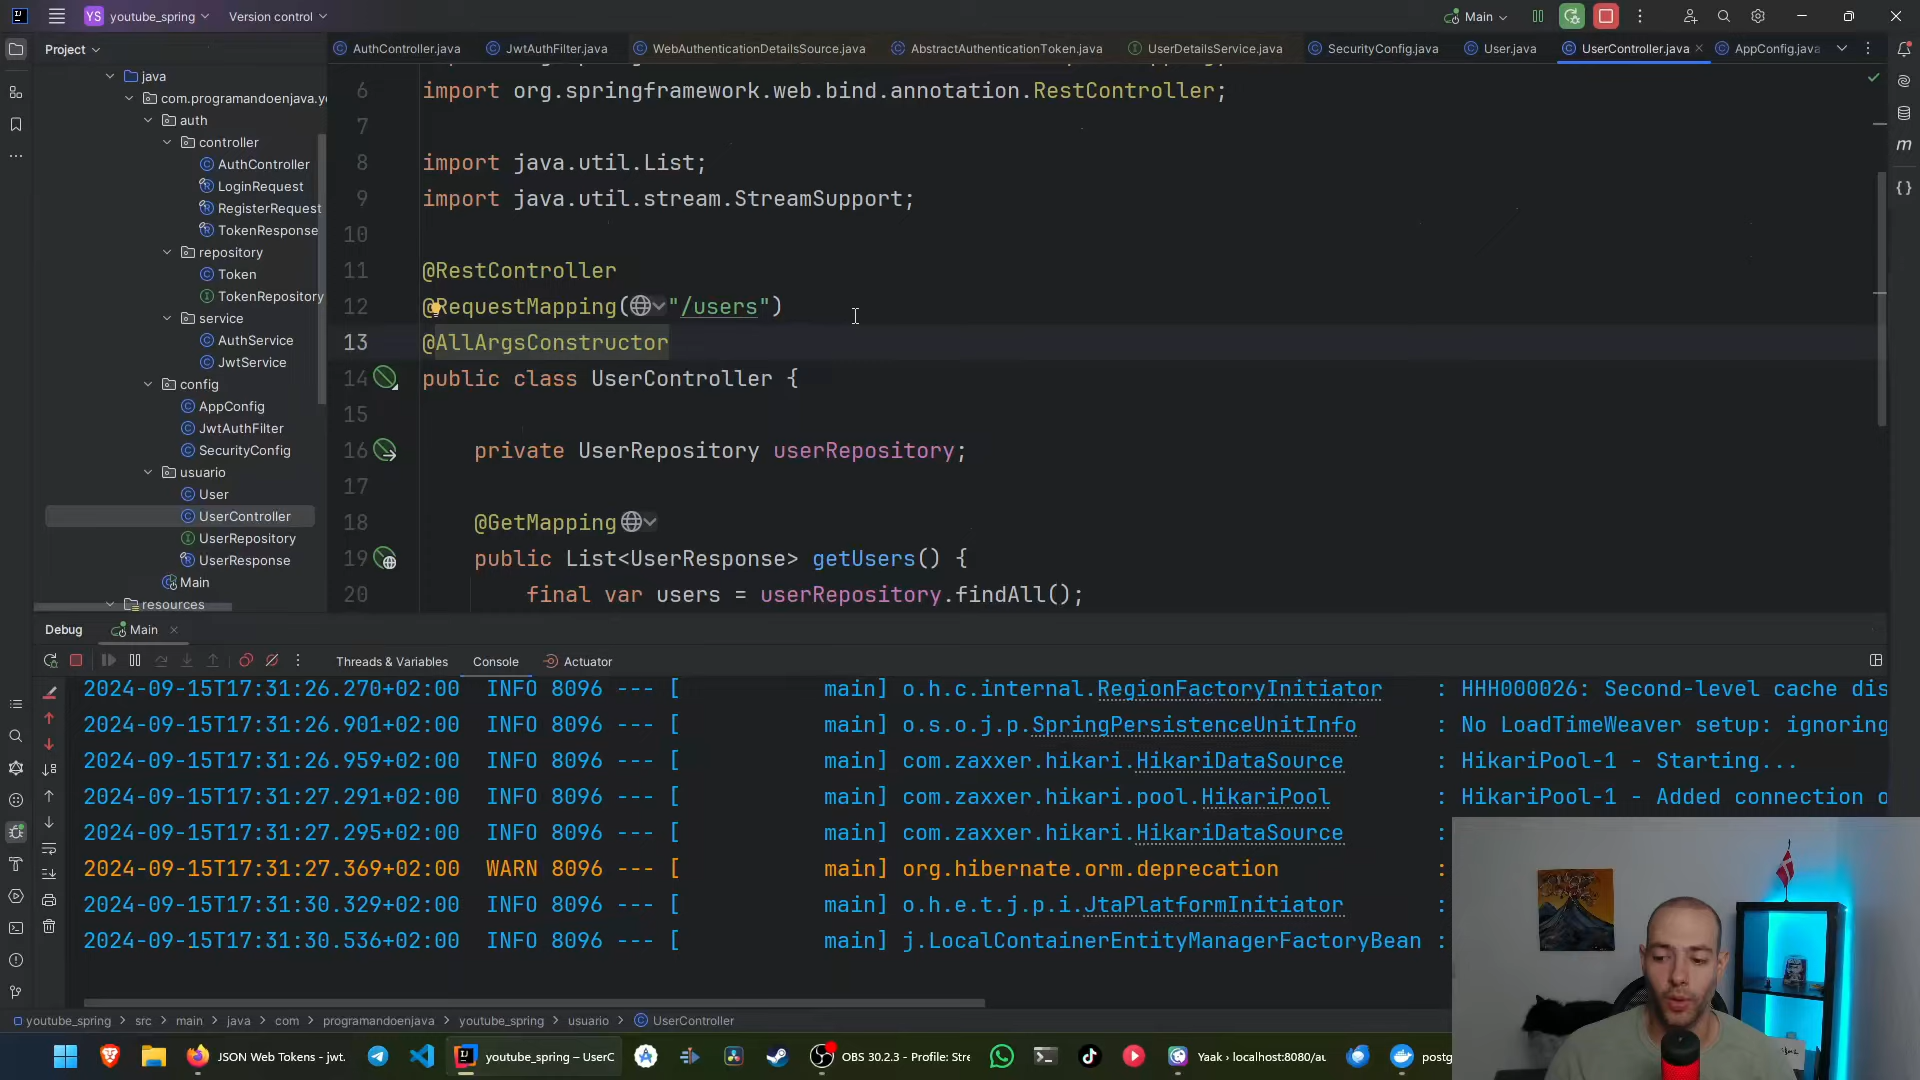 YS youtube_spring Version control Main
Project
AuthController.java JwtAuthFilter.java WebAuthenticationDetailsSource.java AbstractAuthenticationToken.java UserDetailsService.java SecurityConfig.java User.java UserController.java AppConfig.java
java
com.programandoenjava.yo
auth
controller
AuthController
LoginRequest
RegisterRequest
TokenResponse
repository
Token
TokenRepository
service
AuthService
JwtService
config
AppConfig
JwtAuthFilter
SecurityConfig
usuario
User
UserController
UserRepository
UserResponse
Main
resources
6 import org.springframework.web.bind.annotation.RestController;
7
8 import java.util.List;
9 import java.util.stream.StreamSupport;
10
11 @RestController
12 @RequestMapping("/users")
13 @AllArgsConstructor
14 public class UserController {
15
16 private UserRepository userRepository;
17
18 @GetMapping
19 public List<UserResponse> getUsers() {
20 final var users = userRepository.findAll();
Debug Main
Threads & Variables Console Actuator
2024-09-15T17:31:26.270+02:00 INFO 8096 --- [ main] o.h.c.internal.RegionFactoryInitiator : HHH000026: Second-level cache dis
2024-09-15T17:31:26.901+02:00 INFO 8096 --- [ main] o.s.o.j.p.SpringPersistenceUnitInfo : No LoadTimeWeaver setup: ignoring
2024-09-15T17:31:26.959+02:00 INFO 8096 --- [ main] com.zaxxer.hikari.HikariDataSource : HikariPool-1 - Starting...
2024-09-15T17:31:27.291+02:00 INFO 8096 --- [ main] com.zaxxer.hikari.pool.HikariPool : HikariPool-1 - Added connection o
2024-09-15T17:31:27.295+02:00 INFO 8096 --- [ main] com.zaxxer.hikari.HikariDataSource :
2024-09-15T17:31:27.369+02:00 WARN 8096 --- [ main] org.hibernate.orm.deprecation :
2024-09-15T17:31:30.329+02:00 INFO 8096 --- [ main] o.h.e.t.j.p.i.JtaPlatformInitiator :
2024-09-15T17:31:30.536+02:00 INFO 8096 --- [ main] j.LocalContainerEntityManagerFactoryBean :
youtube_spring > src > main > java > com > programandoenjava > youtube_spring > usuario > UserController
JSON Web Tokens - jwt. youtube_spring – UserC OBS 30.2.3 - Profile: Stre Yaak › localhost:8080/au postg